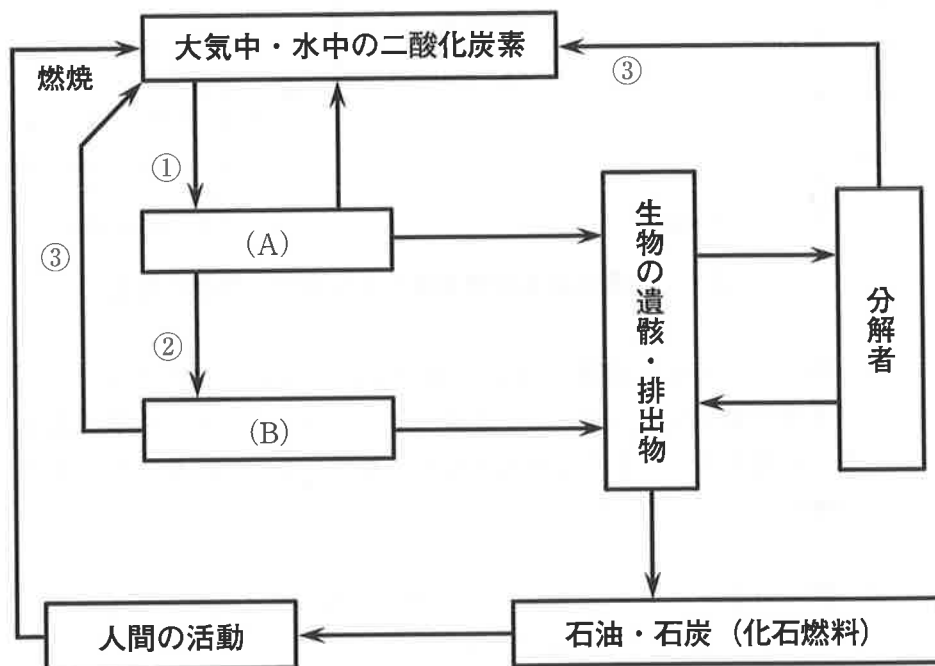 大気中・水中の二酸化炭素
燃焼
③
①
(A)
③
②
(B)
生物の遺骸・排出物
分解者
人間の活動
石油・石炭（化石燃料）